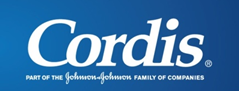 Cordis®
PART OF THE Johnson & Johnson FAMILY OF COMPANIES